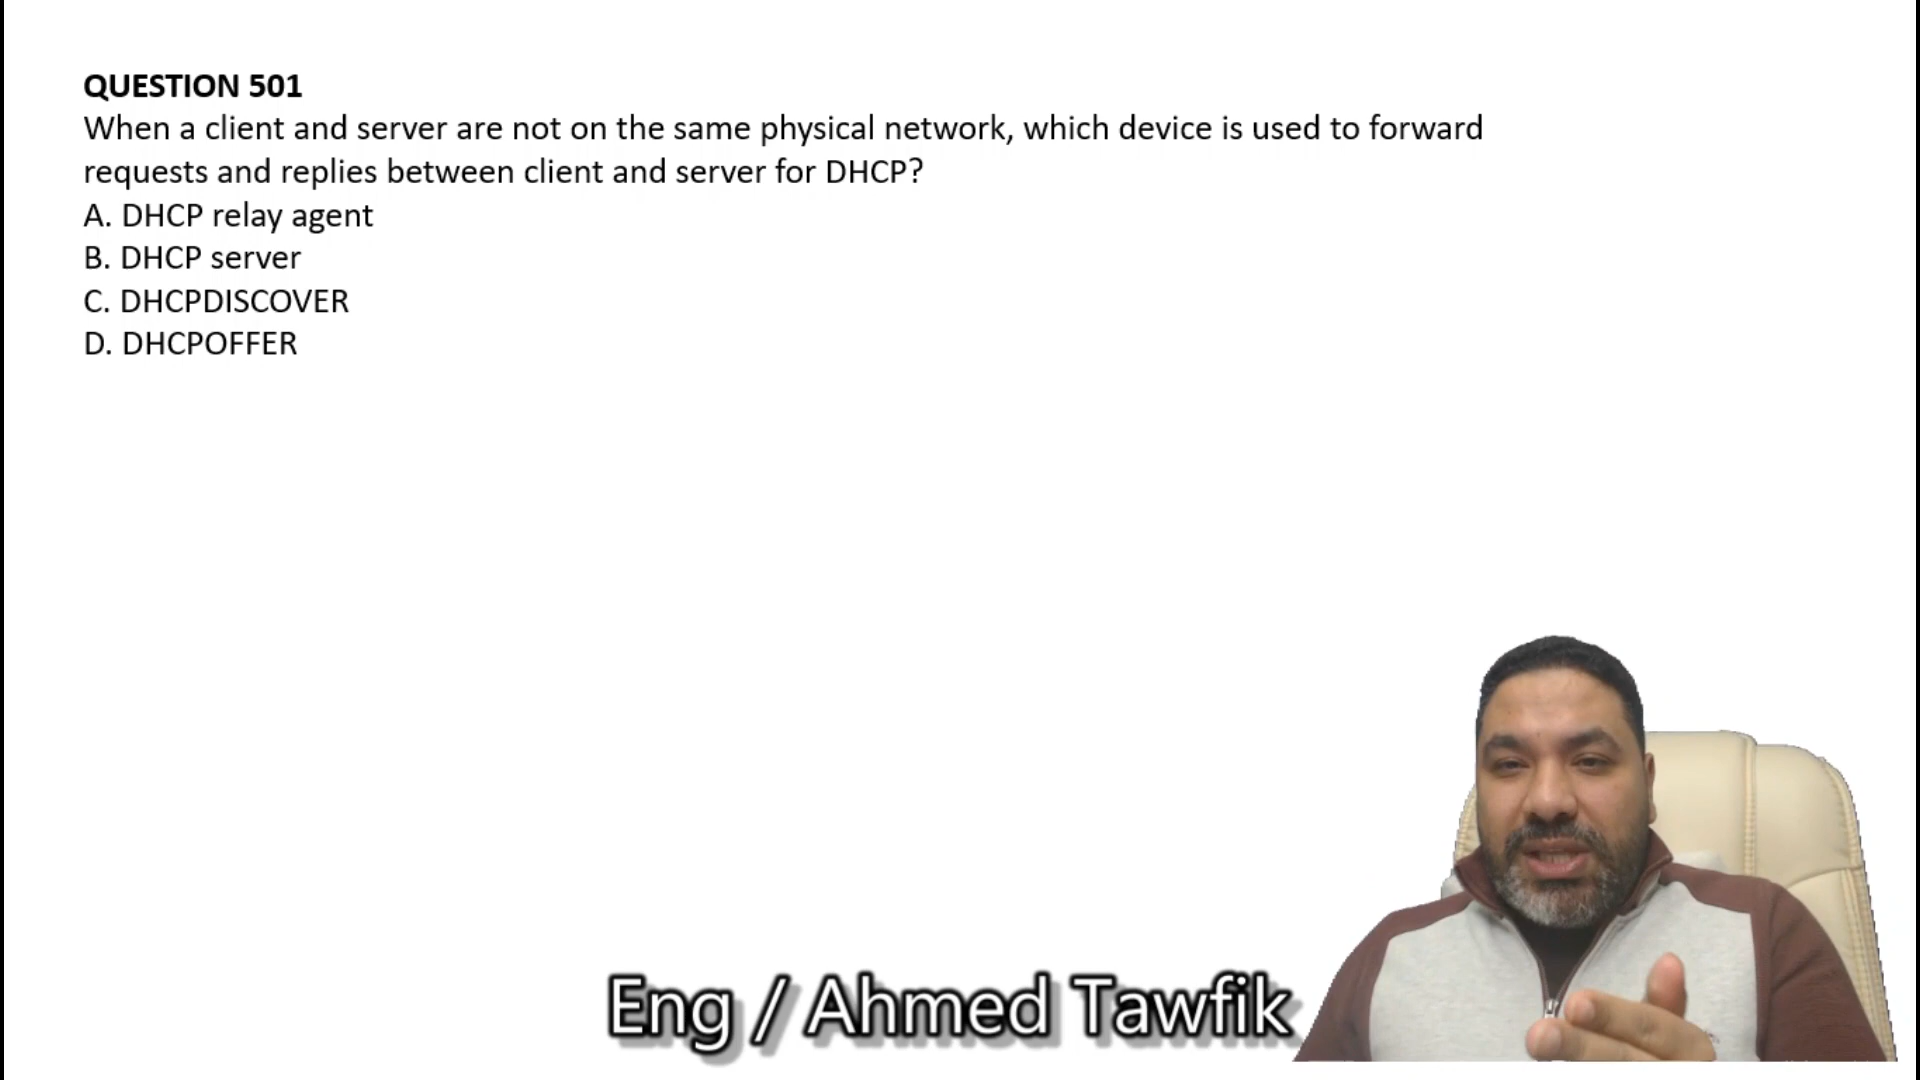 QUESTION 501
When a client and server are not on the same physical network, which device is used to forward
requests and replies between client and server for DHCP?
A. DHCP relay agent
B. DHCP server
C. DHCPDISCOVER
D. DHCPOFFER
Eng / Ahmed Tawfik